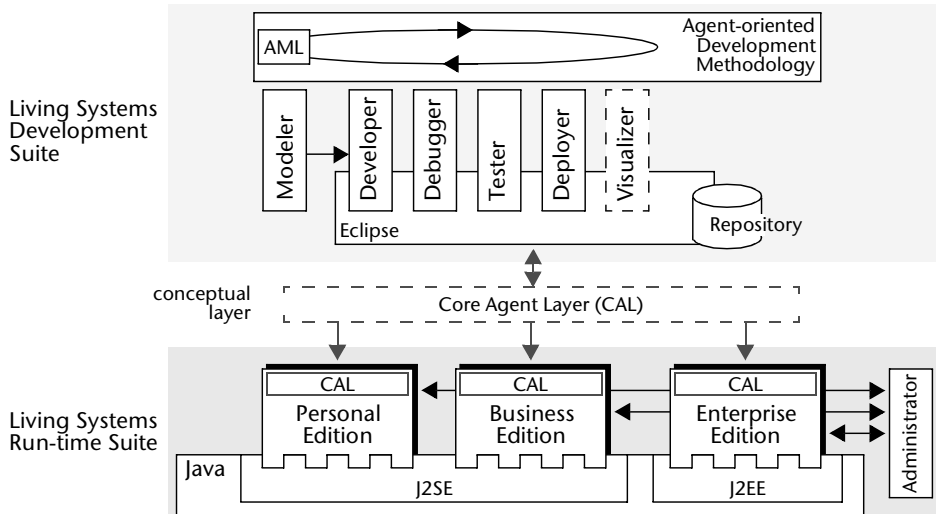 AML
Agent-oriented
Development
Methodology
Living Systems
Development
Suite
Modeler
Developer
Debugger
Tester
Deployer
Visualizer
Eclipse
Repository
conceptual
layer
Core Agent Layer (CAL)
Living Systems
Run-time Suite
CAL
Personal
Edition
CAL
Business
Edition
CAL
Enterprise
Edition
Administrator
Java
J2SE
J2EE